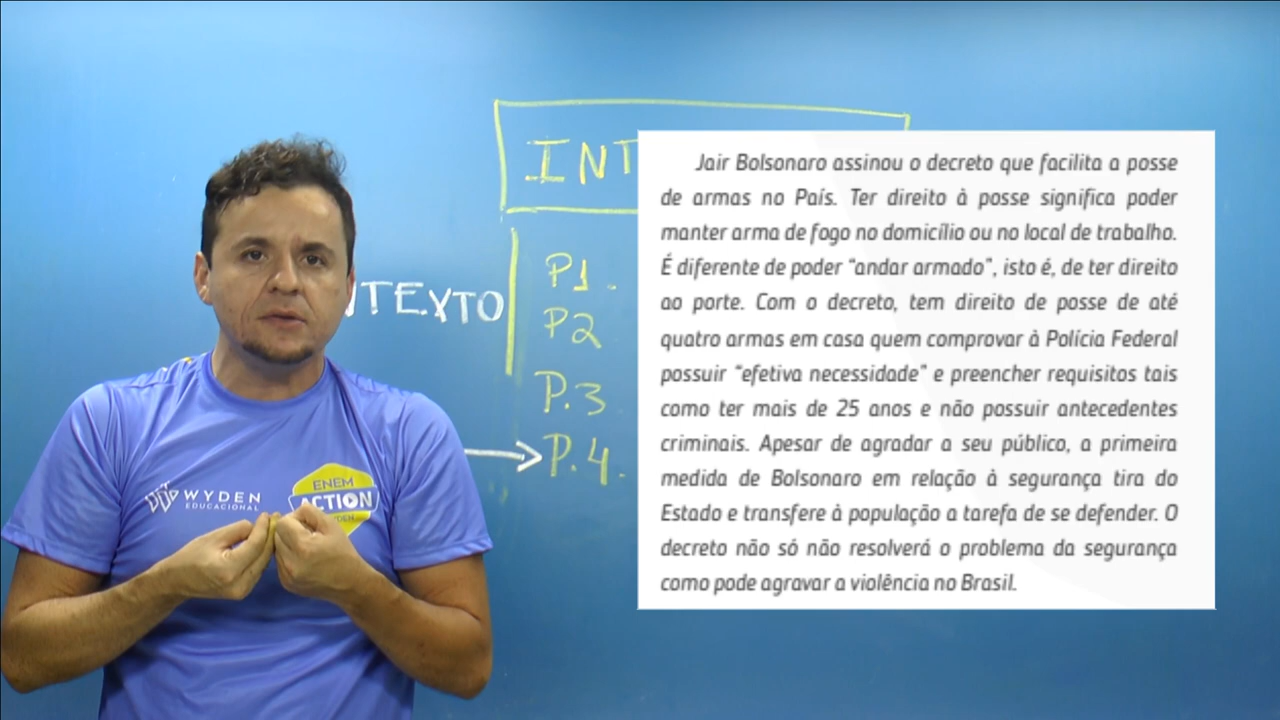 INT
NTEXTO
P1.
P2
P.3
P.4.
WYDEN
EDUCACIONAL
ENEM
ACTION
Jair Bolsonaro assinou o decreto que facilita a posse
de armas no País. Ter direito à posse significa poder
manter arma de fogo no domicílio ou no local de trabalho.
É diferente de poder “andar armado”, isto é, de ter direito
ao porte. Com o decreto, tem direito de posse de até
quatro armas em casa quem comprovar à Polícia Federal
possuir “efetiva necessidade” e preencher requisitos tais
como ter mais de 25 anos e não possuir antecedentes
criminais. Apesar de agradar a seu público, a primeira
medida de Bolsonaro em relação à segurança tira do
Estado e transfere à população a tarefa de se defender. O
decreto não só não resolverá o problema da segurança
como pode agravar a violência no Brasil.